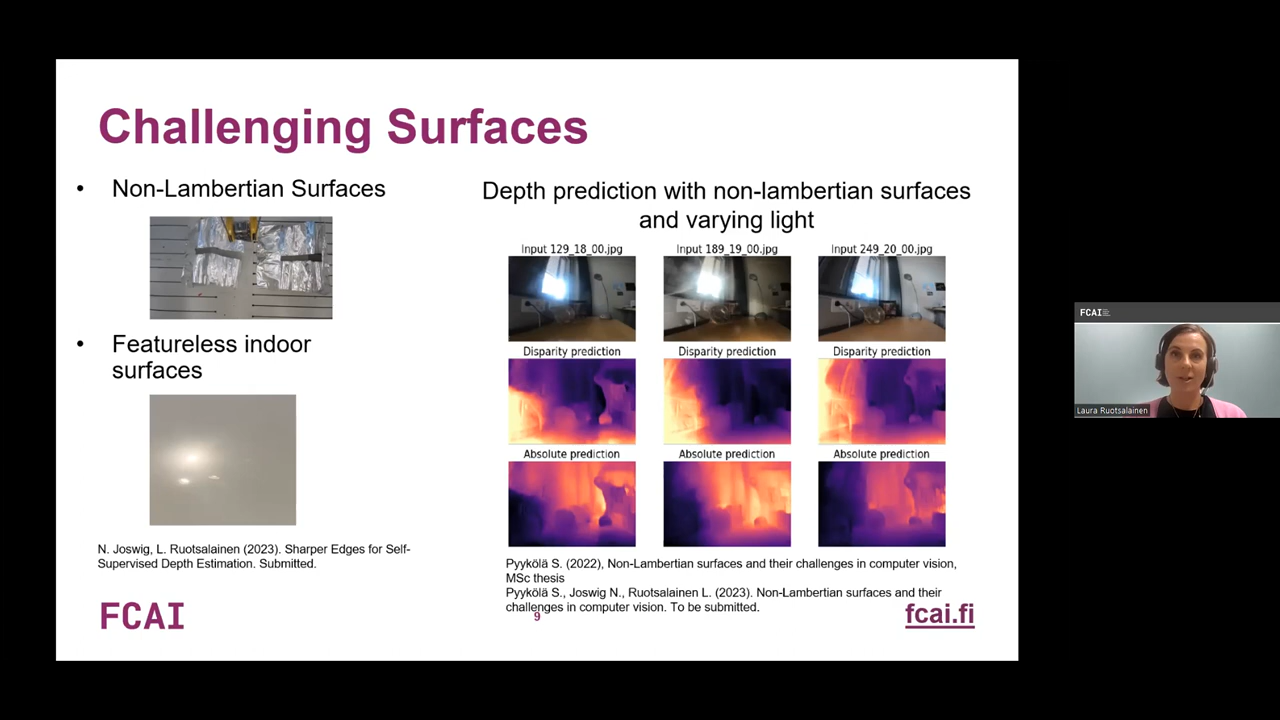 Challenging Surfaces
• Non-Lambertian Surfaces
• Featureless indoor
surfaces
N. Joswig, L. Ruotsalainen (2023). Sharper Edges for Self-
Supervised Depth Estimation. Submitted.
Depth prediction with non-lambertian surfaces
and varying light
Input 129_18_00.jpg
Input 189_19_00.jpg
Input 249_20_00.jpg
Disparity prediction
Disparity prediction
Disparity prediction
Absolute prediction
Absolute prediction
Absolute prediction
Pyykölä S. (2022), Non-Lambertian surfaces and their challenges in computer vision,
MSc thesis
Pyykölä S., Joswig N., Ruotsalainen L. (2023). Non-Lambertian surfaces and their
challenges in computer vision. To be submitted.
FCAI
9
fcai.fi
FCAI
Laura Ruotsalainen